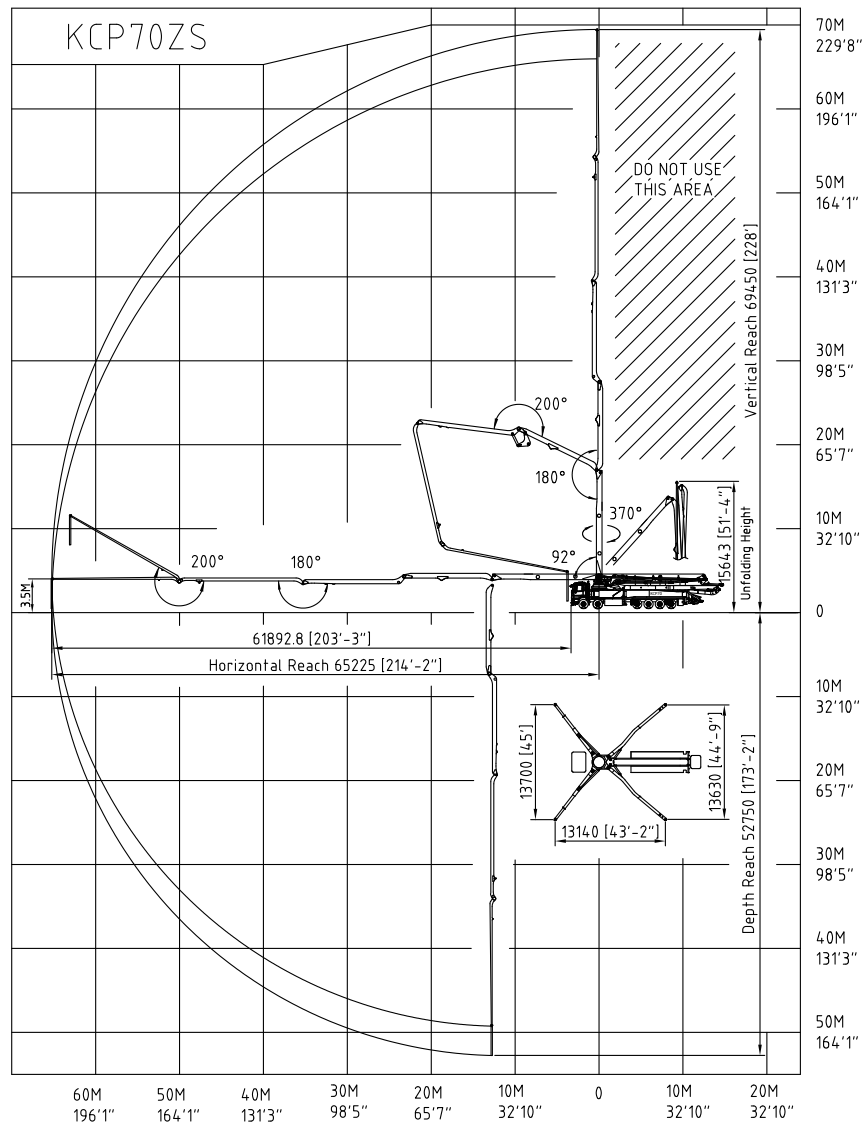 KCP70ZS
70M
229'8"
60M
196'1"
DO NOT USE
THIS AREA
50M
164'1"
40M
131'3"
Vertical Reach 69450 [228']
30M
98'5"
200°
20M
65'7"
180°
370°
15643 [51'-4"]
Unfolding Height
10M
32'10"
92°
200°
180°
3.5M
0
61892.8 [203'-3"]
Horizontal Reach 65225 [214'-2"]
10M
32'10"
13700 [45']
13630 [44'-9"]
20M
65'7"
13140 [43'-2"]
Depth Reach 52750 [173'-2"]
30M
98'5"
40M
131'3"
50M
164'1"
60M
196'1"
50M
164'1"
40M
131'3"
30M
98'5"
20M
65'7"
10M
32'10"
0
10M
32'10"
20M
32'10"